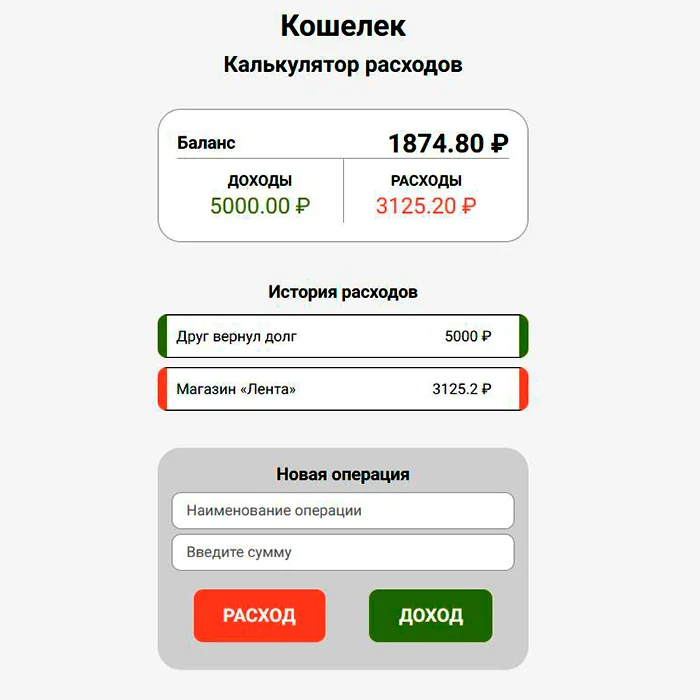 Кошелек
Калькулятор расходов
Баланс 1874.80 ₽
ДОХОДЫ РАСХОДЫ
5000.00 ₽ 3125.20 ₽
История расходов
Друг вернул долг 5000 ₽
Магазин «Лента» 3125.2 ₽
Новая операция
Наименование операции
Введите сумму
РАСХОД ДОХОД